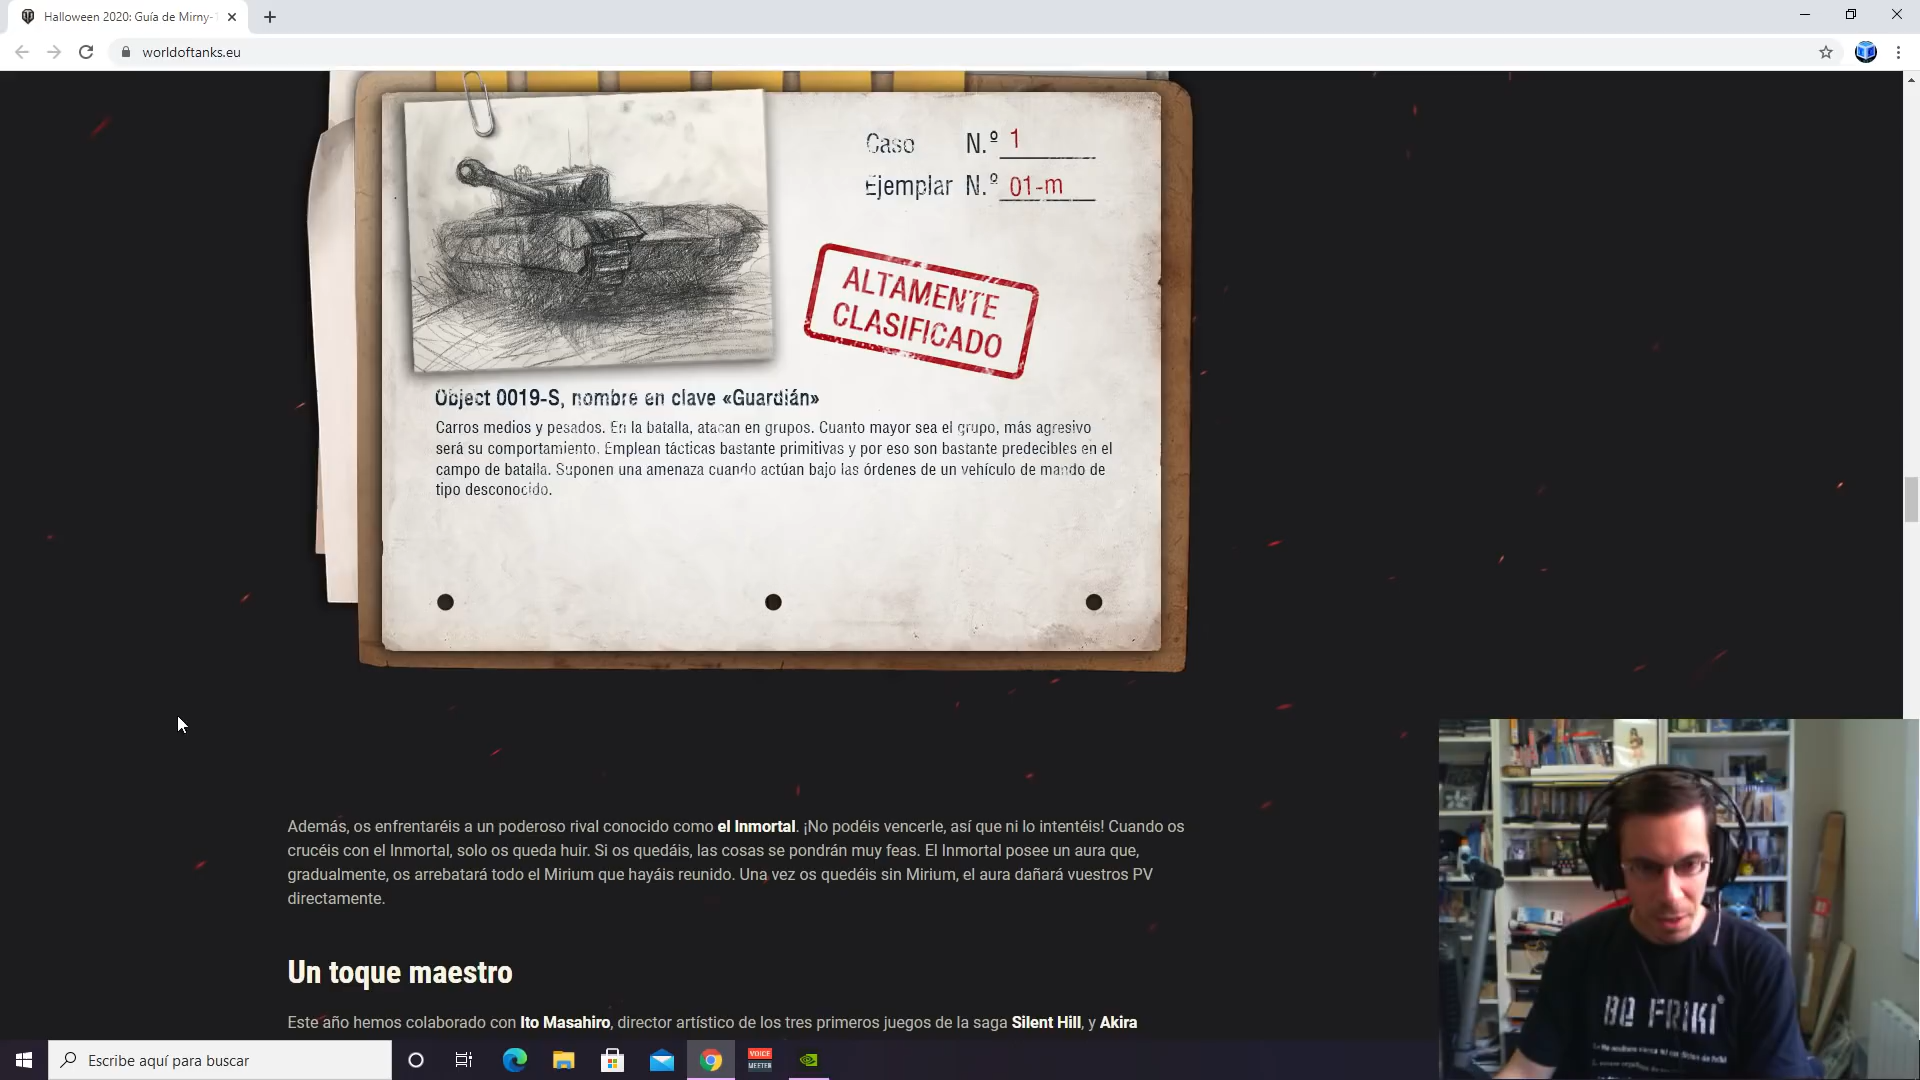 Halloween 2020: Guía de Mirny-
worldoftanks.eu
Caso N.º 1
Ejemplar N.º 01-m
ALTAMENTE
CLASIFICADO
Object 0019-S, nombre en clave «Guardián»
Carros medios y pesados. En la batalla, atacan en grupos. Cuanto mayor sea el grupo, más agresivo
será su comportamiento. Emplean tácticas bastante primitivas y por eso son bastante predecibles en el
campo de batalla. Suponen una amenaza cuando actúan bajo las órdenes de un vehículo de mando de
tipo desconocido.
Además, os enfrentaréis a un poderoso rival conocido como el Inmortal. ¡No podéis vencerle, así que ni lo intentéis! Cuando os
crucéis con el Inmortal, solo os queda huir. Si os quedáis, las cosas se pondrán muy feas. El Inmortal posee un aura que,
gradualmente, os arrebatará todo el Mirium que hayáis reunido. Una vez os quedéis sin Mirium, el aura dañará vuestros PV
directamente.
Un toque maestro
Este año hemos colaborado con Ito Masahiro, director artístico de los tres primeros juegos de la saga Silent Hill, y Akira
BE FRIKI
Escribe aquí para buscar
VOICE
MEETER